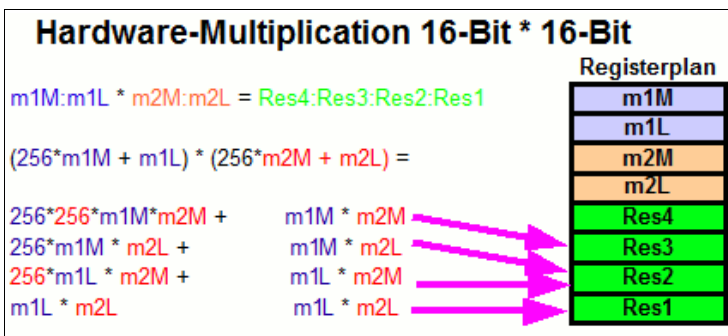 Hardware-Multiplication 16-Bit * 16-Bit
Registerplan
m1M:m1L * m2M:m2L = Res4:Res3:Res2:Res1
m1M
m1L
(256*m1M + m1L) * (256*m2M + m2L) =
m2M
m2L
256*256*m1M*m2M + m1M * m2M
Res4
256*m1M * m2L + m1M * m2L
Res3
256*m1L * m2M + m1L * m2M
Res2
m1L * m2L m1L * m2L
Res1